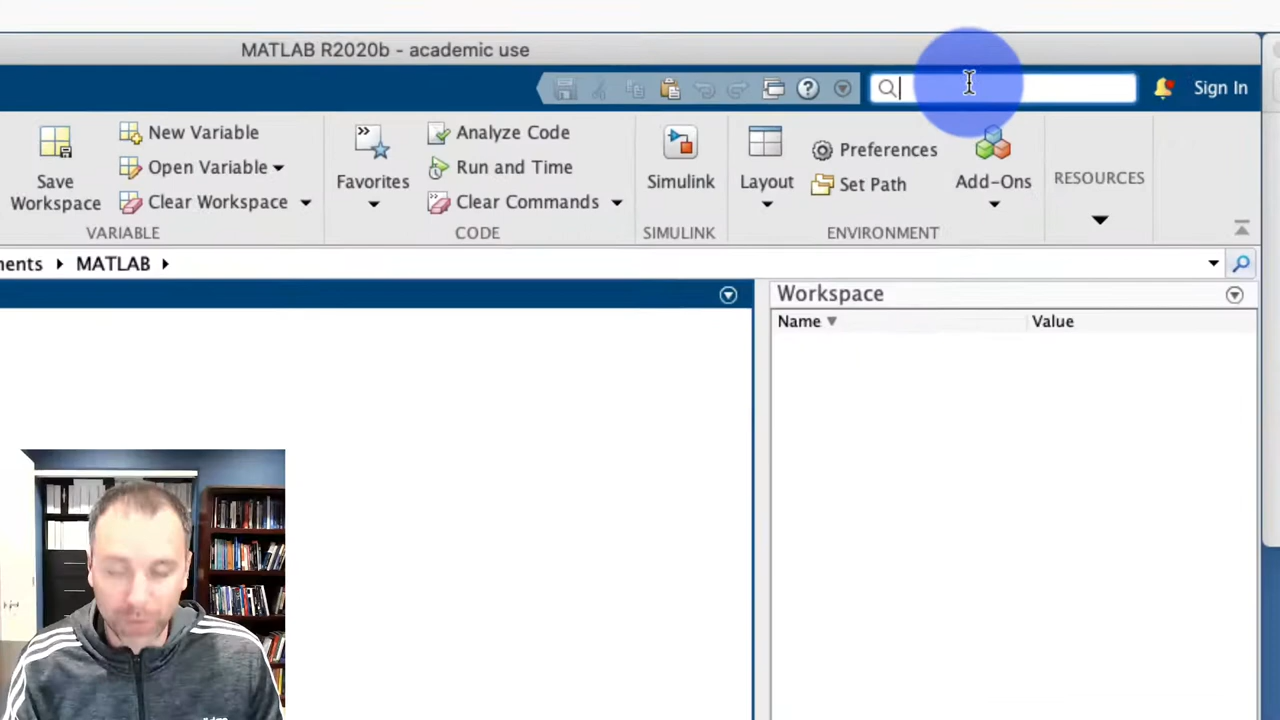 MATLAB R2020b - academic use
Sign In
New Variable
Open Variable
Clear Workspace
Save
Workspace
VARIABLE
Favorites
Analyze Code
Run and Time
Clear Commands
CODE
Simulink
SIMULINK
Layout
Preferences
Set Path
Add-Ons
ENVIRONMENT
RESOURCES
ments MATLAB
Workspace
Name
Value